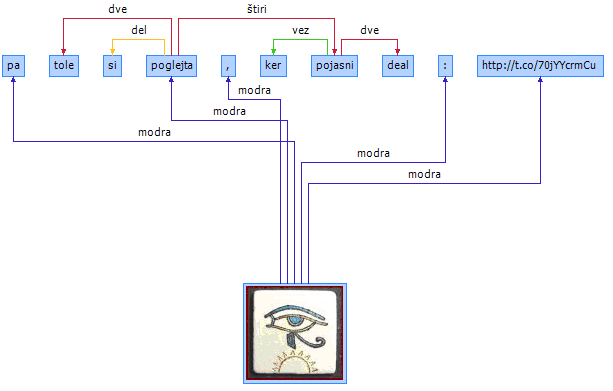 dve štiri
del vez dve
pa tole si poglejta , ker pojasni deal : http://t.co/70jYYcrmCu
modra
modra
modra modra
modra